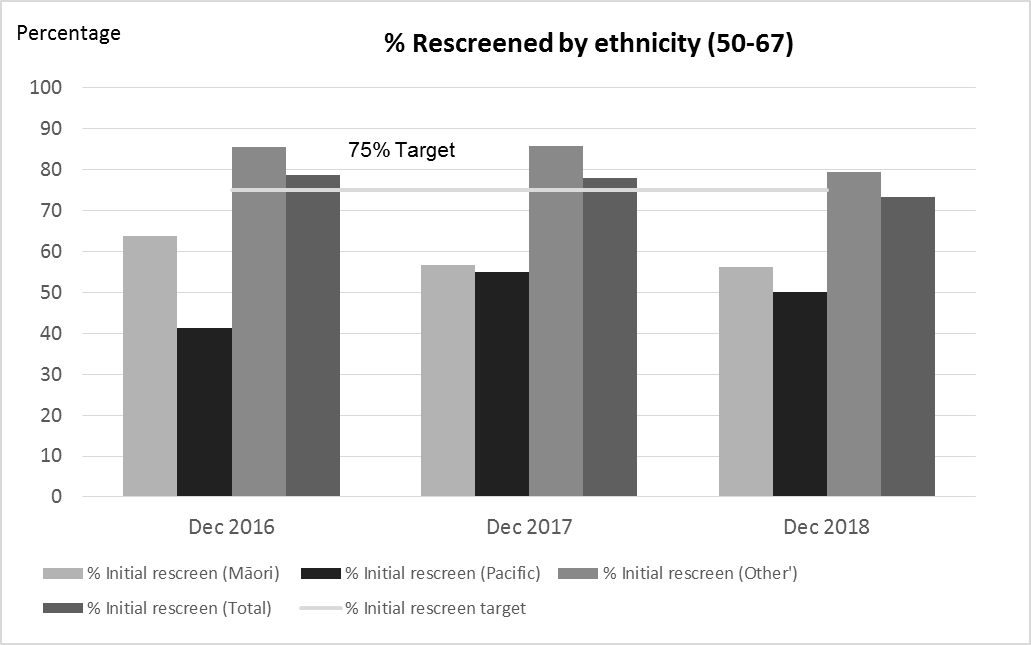 Percentage
% Rescreened by ethnicity (50-67)
100
90
75% Target
80
70
60
50
40
30
20
10
0
Dec 2016 Dec 2017 Dec 2018
% Initial rescreen (Māori) % Initial rescreen (Pacific) % Initial rescreen (Other')
% Initial rescreen (Total) % Initial rescreen target